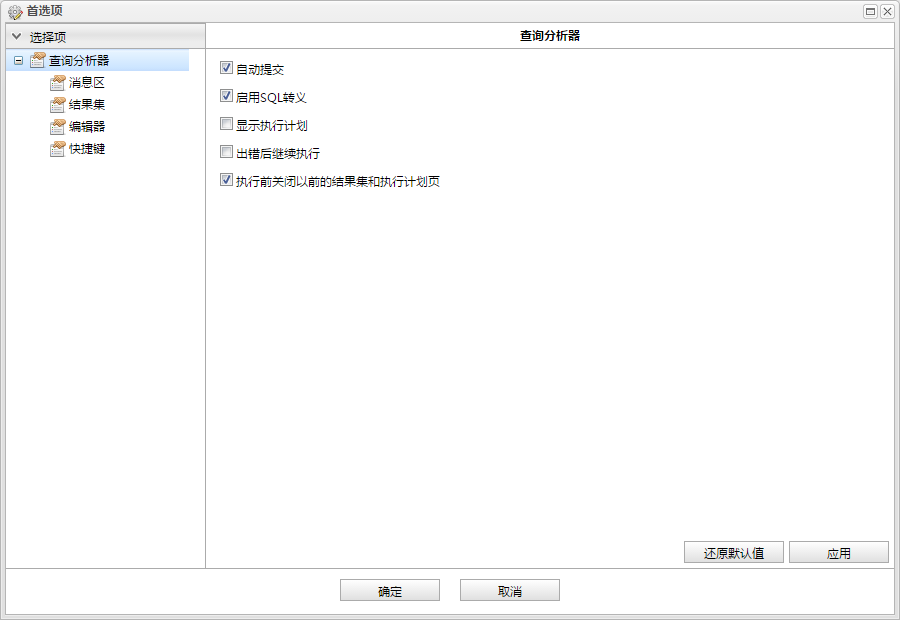 首选项
选择项
查询分析器
消息区
结果集
编辑器
快捷键
查询分析器
自动提交
启用SQL转义
显示执行计划
出错后继续执行
执行前关闭以前的结果集和执行计划页
还原默认值
应用
确定
取消